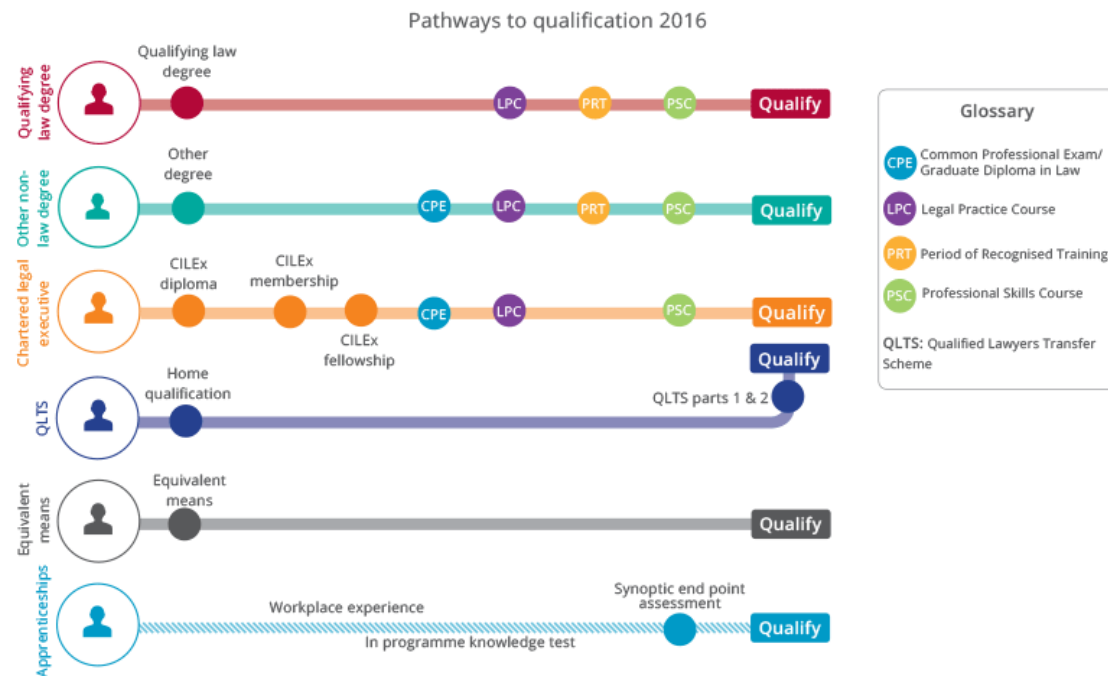 Pathways to qualification 2016
Qualifying
law degree
Qualifying law
degree
LPC
PRT
PSC
Qualify
Other non-
law degree
Other
degree
CPE
LPC
PRT
PSC
Qualify
Chartered legal
executive
CILEx
diploma
CILEx
membership
CILEx
fellowship
CPE
LPC
PSC
Qualify
QLTS
Home
qualification
QLTS parts 1 & 2
Qualify
Equivalent
means
Equivalent
means
Qualify
Apprenticeships
Workplace experience
In programme knowledge test
Synoptic end point
assessment
Qualify
Glossary
CPE
Common Professional Exam/
Graduate Diploma in Law
LPC
Legal Practice Course
PRT
Period of Recognised Training
PSC
Professional Skills Course
QLTS: Qualified Lawyers Transfer
Scheme